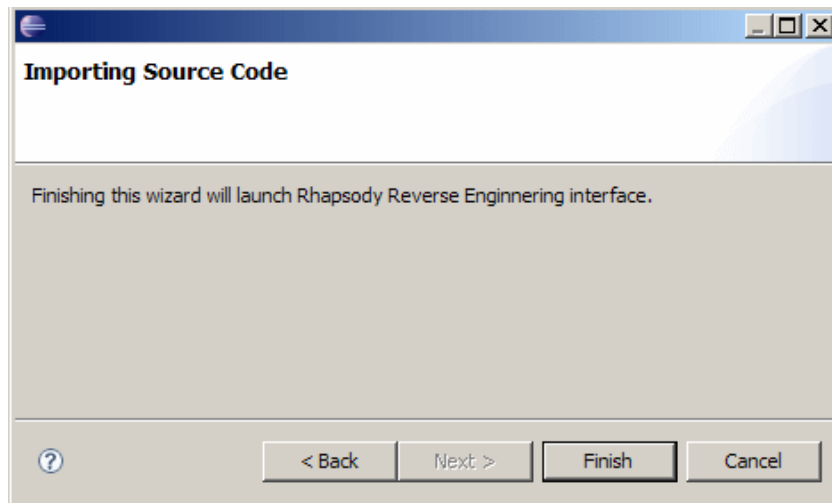 Importing Source Code
Finishing this wizard will launch Rhapsody Reverse Enginnering interface.
?
< Back Next > Finish Cancel